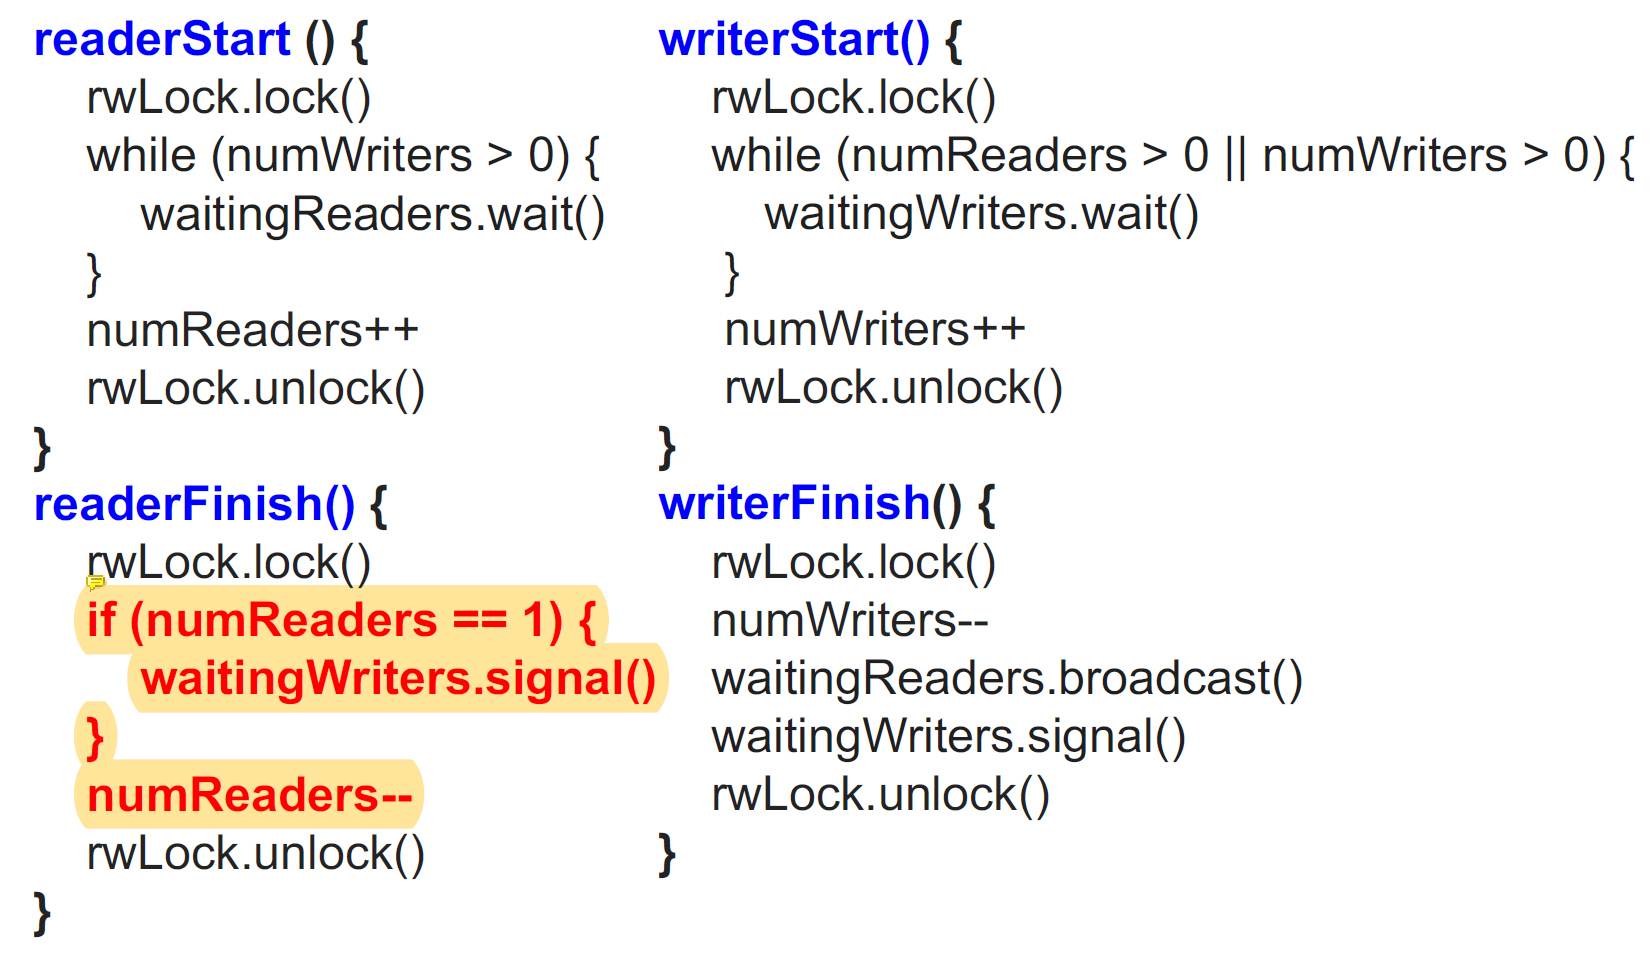 readerStart () {
rwLock.lock()
while (numWriters > 0) {
waitingReaders.wait()
}
numReaders++
rwLock.unlock()
}
readerFinish() {
rwLock.lock()
if (numReaders == 1) {
waitingWriters.signal()
}
numReaders--
rwLock.unlock()
}
writerStart() {
rwLock.lock()
while (numReaders > 0 || numWriters > 0) {
waitingWriters.wait()
}
numWriters++
rwLock.unlock()
}
writerFinish() {
rwLock.lock()
numWriters--
waitingReaders.broadcast()
waitingWriters.signal()
rwLock.unlock()
}